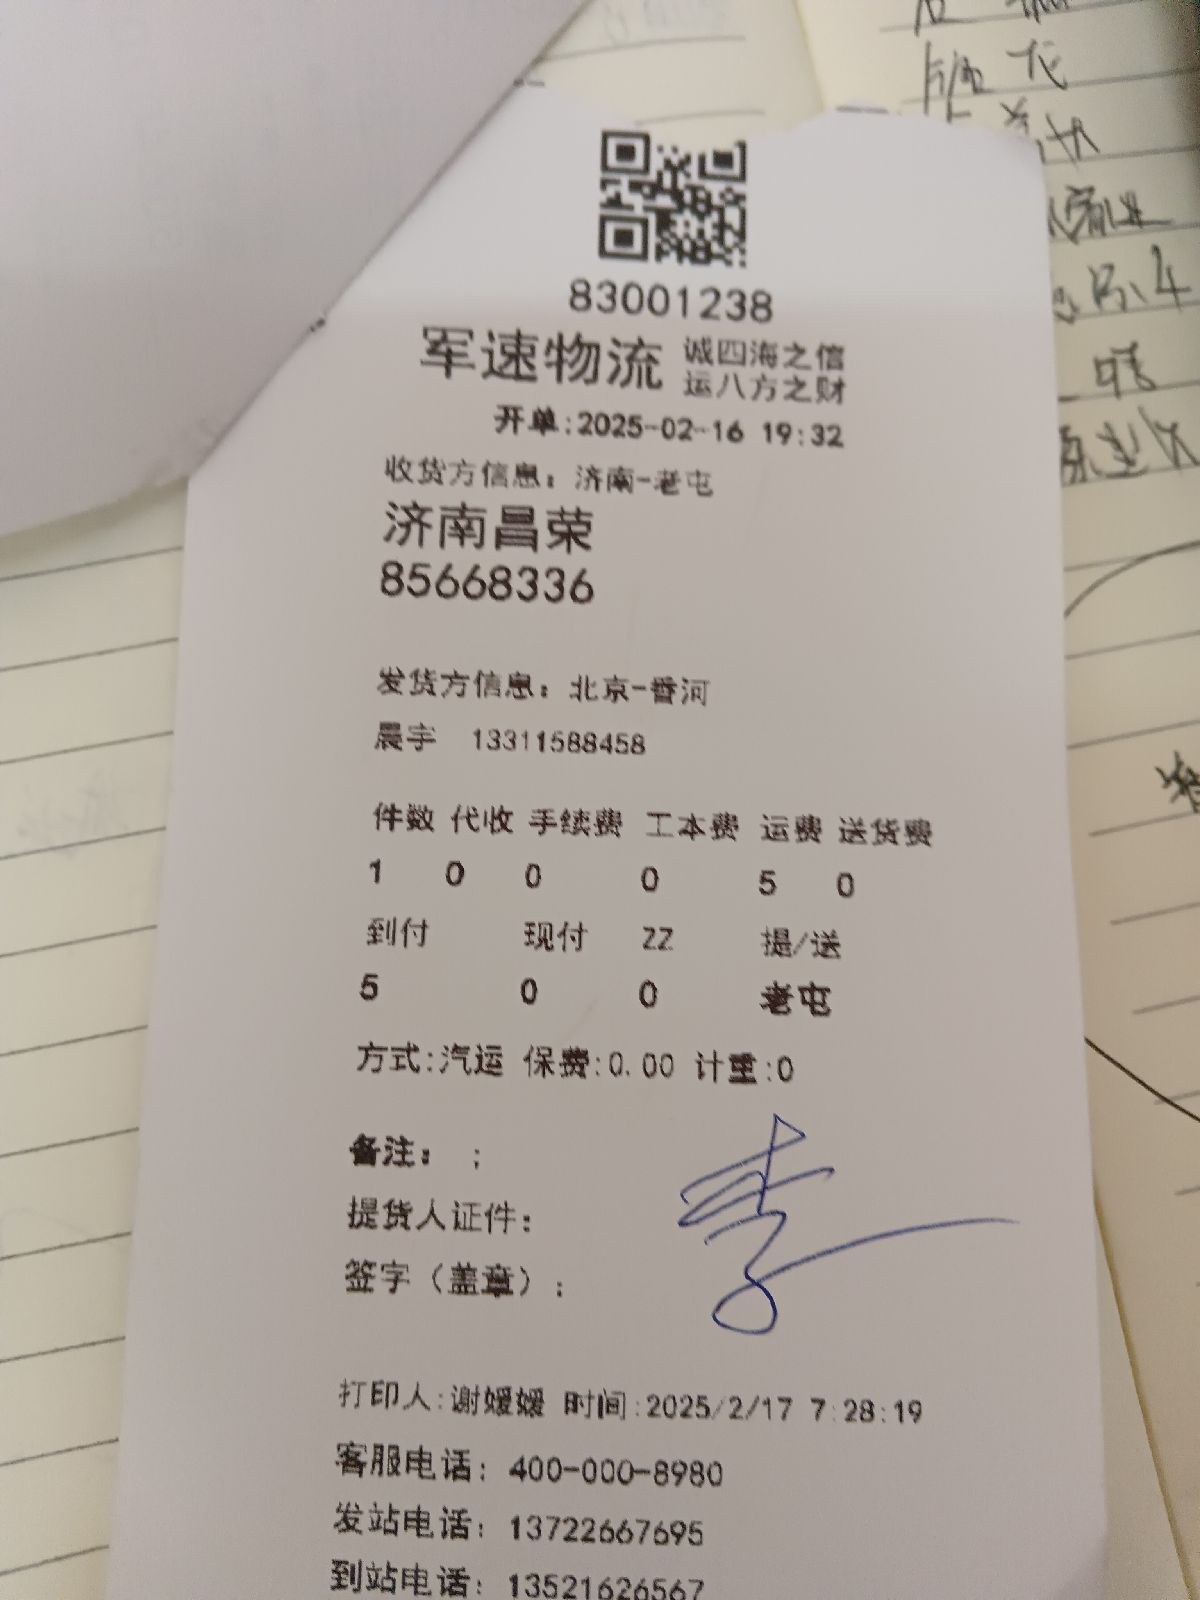 83001238
军速物流 诚四海之信
运八方之财
开单:2025-02-16 19:32
收货方信息：济南-老屯
济南昌荣
85668336
发货方信息：北京-香河
晨宇 13311588458
件数 代收 手续费 工本费 运费 送货费
1 0 0 0 5 0
到付 现付 ZZ 提/送
5 0 0 老屯
方式:汽运 保费:0.00 计重:0
备注： ;
提货人证件：
签字（盖章）：
李
打印人:谢媛媛 时间:2025/2/17 7:28:19
客服电话：400-000-8980
发站电话：13722667695
到站电话：13521626567